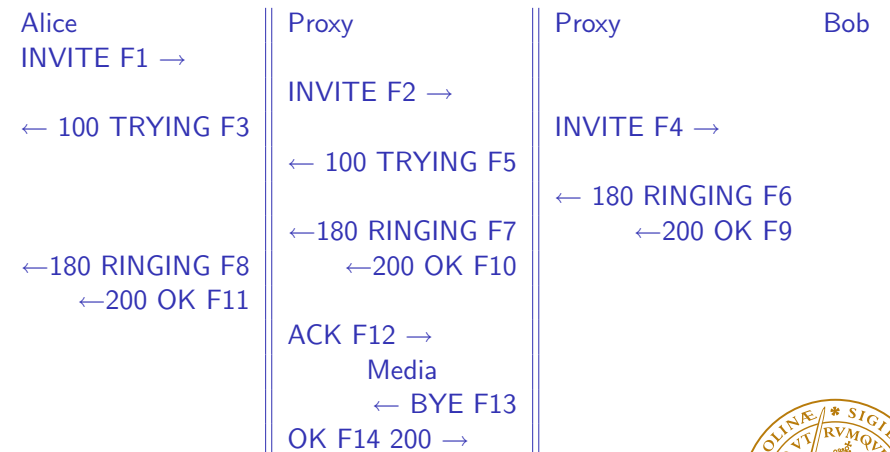 Alice Proxy Proxy Bob
INVITE F1 →
INVITE F2 →
← 100 TRYING F3 INVITE F4 →
← 100 TRYING F5
← 180 RINGING F6
←180 RINGING F7 ←200 OK F9
←180 RINGING F8 ←200 OK F10
←200 OK F11
ACK F12 →
Media
← BYE F13
OK F14 200 →